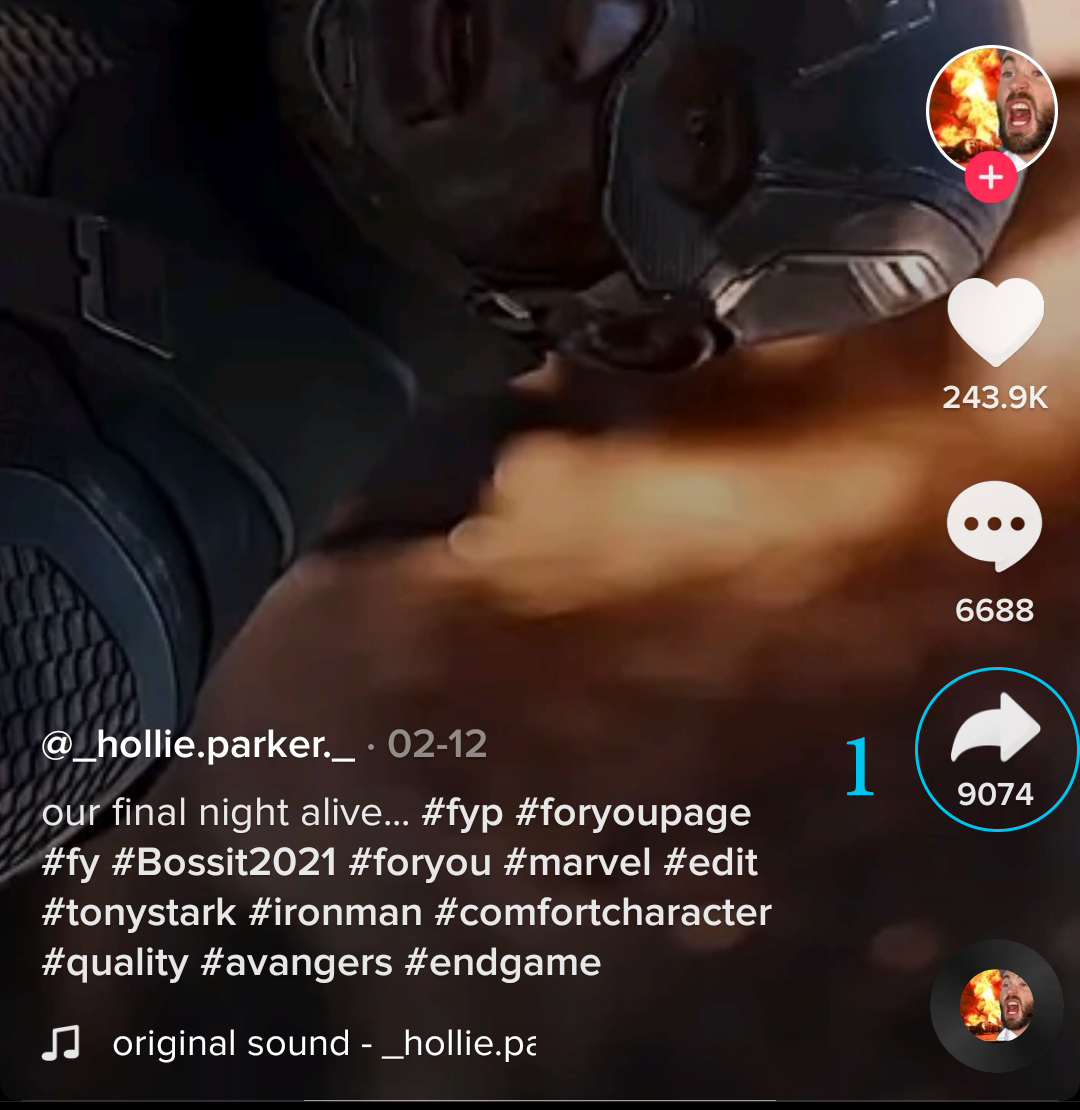 243.9K
6688
@_hollie.parker._ · 02-12
1
9074
our final night alive... #fyp #foryoupage
#fy #Bossit2021 #foryou #marvel #edit
#tonystark #ironman #comfortcharacter
#quality #avangers #endgame
original sound - _hollie.pa